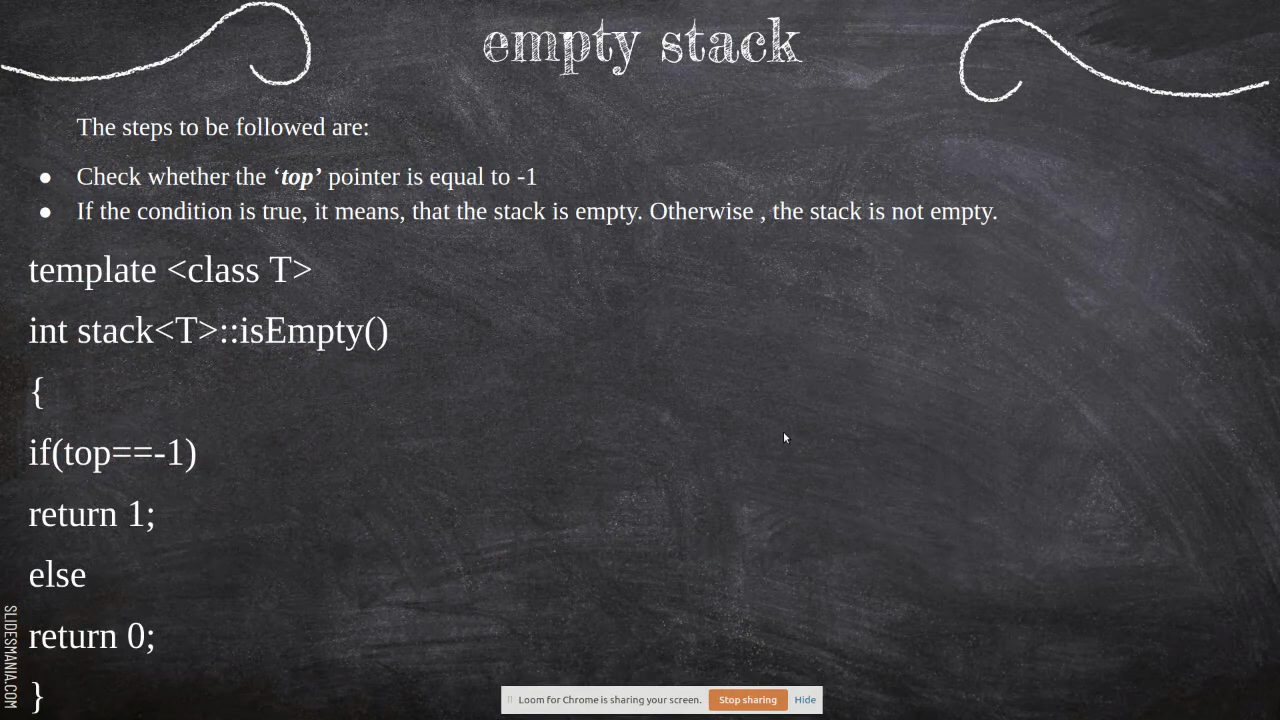 empty stack
The steps to be followed are:
● Check whether the ‘top’ pointer is equal to -1
● If the condition is true, it means, that the stack is empty. Otherwise , the stack is not empty.
template <class T>
int stack<T>::isEmpty()
{
if(top==-1)
return 1;
else
return 0;
}
SLIDESMANIA.COM
Loom for Chrome is sharing your screen. Stop sharing Hide